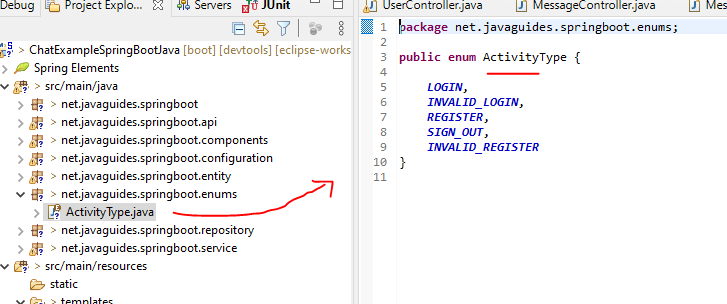 Debug
Project Explo...
Servers
JUnit
ChatExampleSpringBootJava [boot] [devtools] [eclipse-works
Spring Elements
> src/main/java
> net.javaguides.springboot
> net.javaguides.springboot.api
> net.javaguides.springboot.components
> net.javaguides.springboot.configuration
> net.javaguides.springboot.entity
> net.javaguides.springboot.enums
> ActivityType.java
> net.javaguides.springboot.repository
> net.javaguides.springboot.service
> src/main/resources
static
> templates
UserController.java
MessageController.java
Mes
1 package net.javaguides.springboot.enums;
2
3 public enum ActivityType {
4
5 LOGIN,
6 INVALID_LOGIN,
7 REGISTER,
8 SIGN_OUT,
9 INVALID_REGISTER
10 }
11